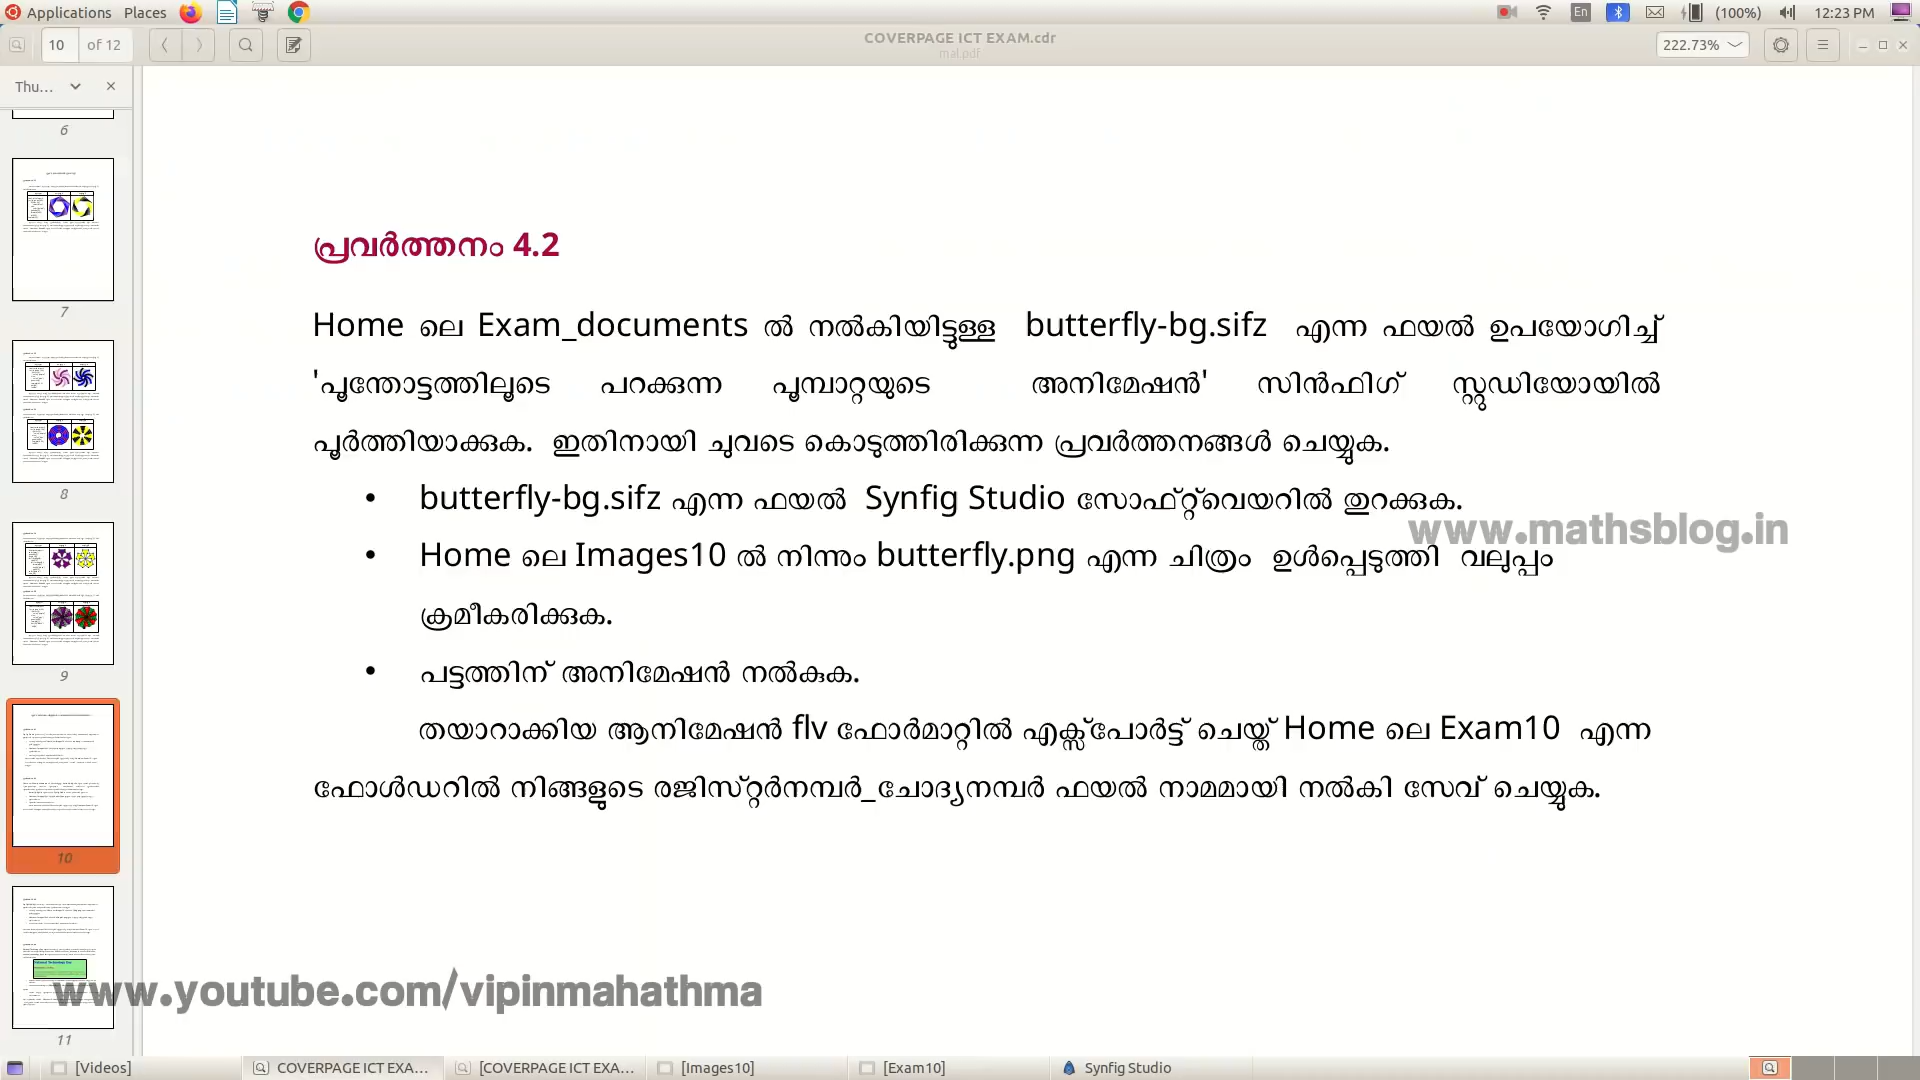 Applications Places En (100%) 12:23 PM
10 of 12 COVERPAGE ICT EXAM.cdr 222.73%
mal.pdf
Thu...
6
7
8
9
10
11
പ്രവർത്തനം 4.2
Home ലെ Exam_documents ൽ നൽകിയിട്ടുള്ള butterfly-bg.sifz എന്ന ഫയൽ ഉപയോഗിച്ച്
'പൂന്തോട്ടത്തിലൂടെ പറക്കുന്ന പൂമ്പാറ്റയുടെ അനിമേഷൻ' സിൻഫിഗ് സ്റ്റുഡിയോയിൽ
പൂർത്തിയാക്കുക. ഇതിനായി ചുവടെ കൊടുത്തിരിക്കുന്ന പ്രവർത്തനങ്ങൾ ചെയ്യുക.
• butterfly-bg.sifz എന്ന ഫയൽ Synfig Studio സോഫ്റ്റ്‌വെയറിൽ തുറക്കുക.
www.mathsblog.in
• Home ലെ Images10 ൽ നിന്നും butterfly.png എന്ന ചിത്രം ഉൾപ്പെടുത്തി വലുപ്പം
ക്രമീകരിക്കുക.
• പട്ടത്തിന് അനിമേഷൻ നൽകുക.
തയാറാക്കിയ ആനിമേഷൻ flv ഫോർമാറ്റിൽ എക്സ്പോർട്ട് ചെയ്ത് Home ലെ Exam10 എന്ന
ഫോൾഡറിൽ നിങ്ങളുടെ രജിസ്റ്റർനമ്പർ_ചോദ്യനമ്പർ ഫയൽ നാമമായി നൽകി സേവ് ചെയ്യുക.
www.youtube.com/vipinmahathma
[Videos] COVERPAGE ICT EXA... [COVERPAGE ICT EXA... [Images10] [Exam10] Synfig Studio